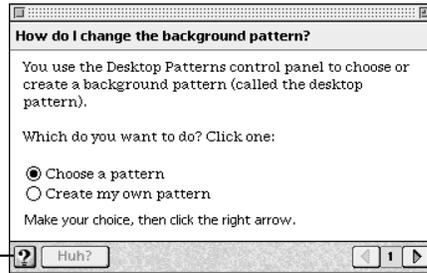 How do I change the background pattern?
You use the Desktop Patterns control panel to choose or
create a background pattern (called the desktop
pattern).
Which do you want to do? Click one:
Choose a pattern
Create my own pattern
Make your choice, then click the right arrow.
? Huh? 1